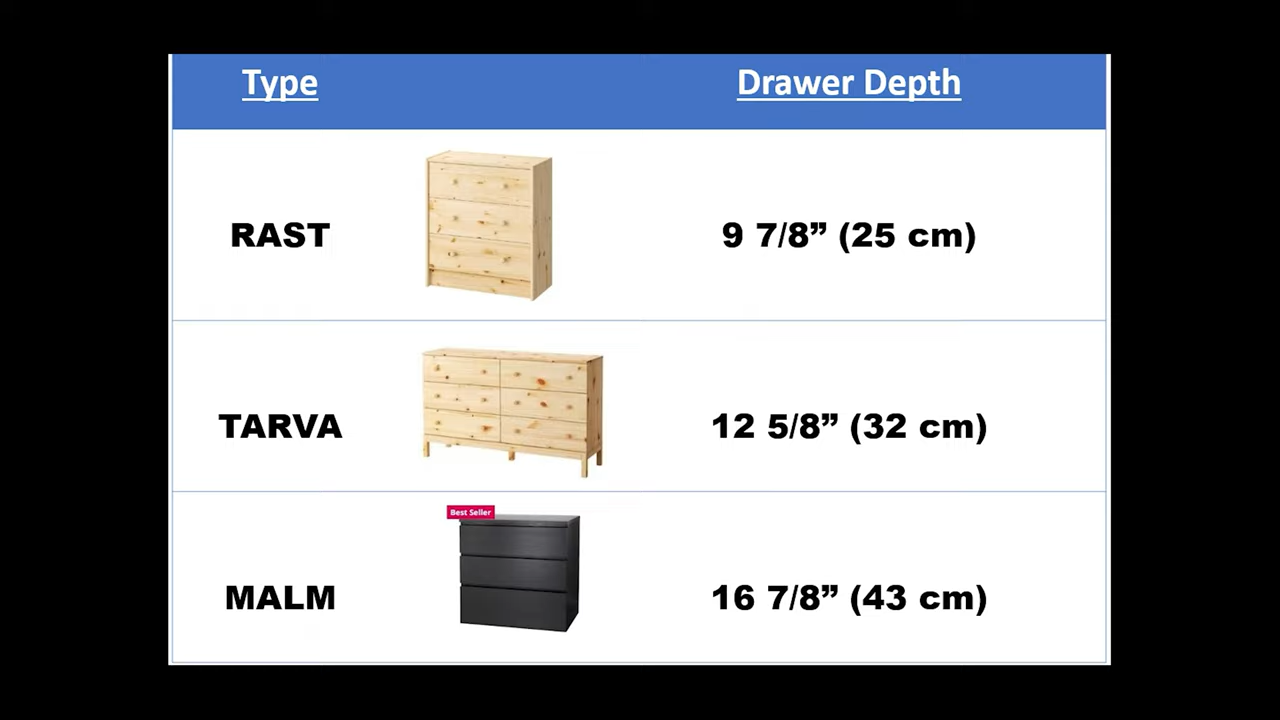 Type Drawer Depth
RAST 9 7/8” (25 cm)
TARVA 12 5/8” (32 cm)
Best Seller
MALM 16 7/8” (43 cm)